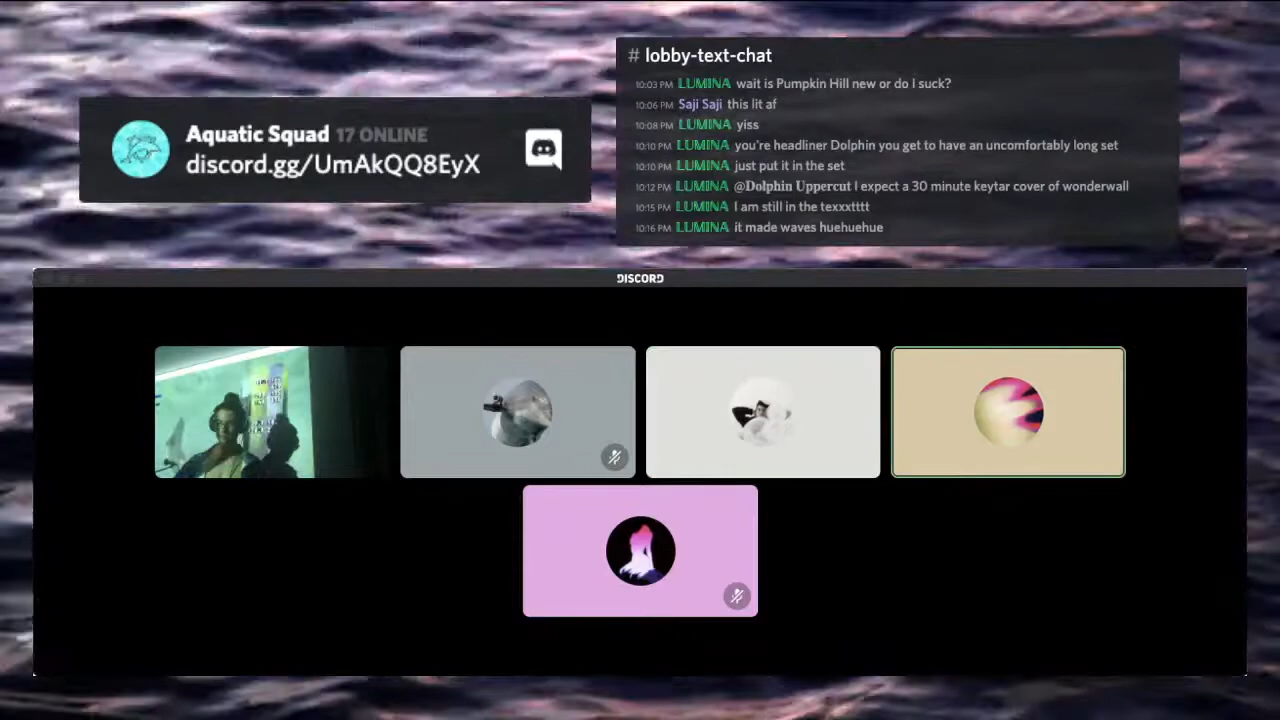 Aquatic Squad 17 ONLINE
discord.gg/UmAkQQ8EyX
# lobby-text-chat
10:03 PM LUMINA wait is Pumpkin Hill new or do I suck?
10:06 PM Saji Saji this lit af
10:08 PM LUMINA yiss
10:10 PM LUMINA you're headliner Dolphin you get to have an uncomfortably long set
10:10 PM LUMINA just put it in the set
10:12 PM LUMINA @Dolphin Uppercut I expect a 30 minute keytar cover of wonderwall
10:15 PM LUMINA I am still in the texxxtttt
10:16 PM LUMINA it made waves huehuehue
DISCORD